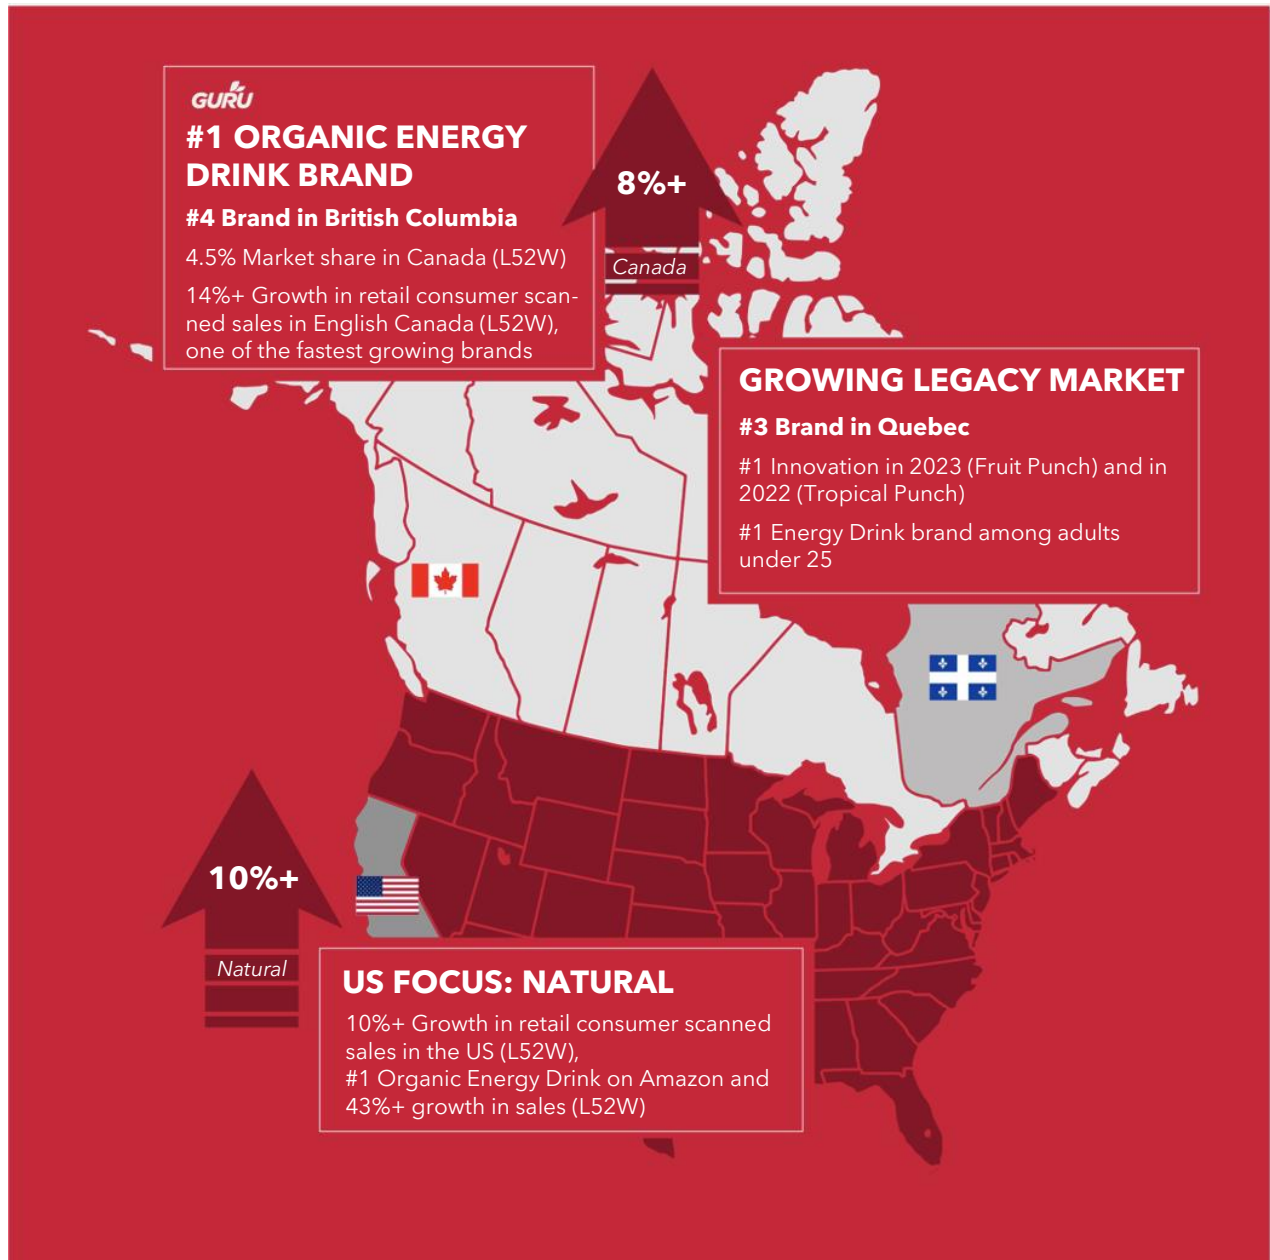 GURU
#1 ORGANIC ENERGY
DRINK BRAND
#4 Brand in British Columbia
4.5% Market share in Canada (L52W)
14%+ Growth in retail consumer scan-
ned sales in English Canada (L52W),
one of the fastest growing brands
8%+
Canada
GROWING LEGACY MARKET
#3 Brand in Quebec
#1 Innovation in 2023 (Fruit Punch) and in
2022 (Tropical Punch)
#1 Energy Drink brand among adults
under 25
10%+
Natural
US FOCUS: NATURAL
10%+ Growth in retail consumer scanned
sales in the US (L52W),
#1 Organic Energy Drink on Amazon and
43%+ growth in sales (L52W)